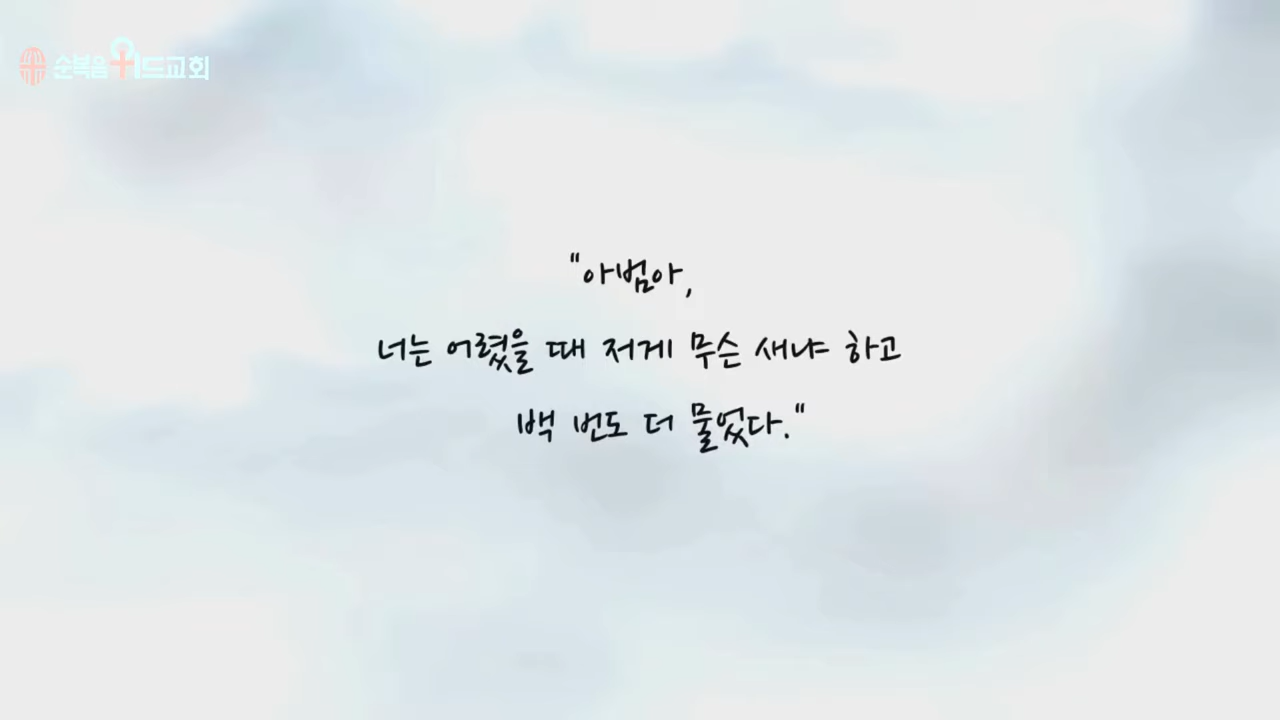 순복음위드교회
"아범아,
너는 어렸을 때 저게 무슨 새냐 하고
백 번도 더 물었다."